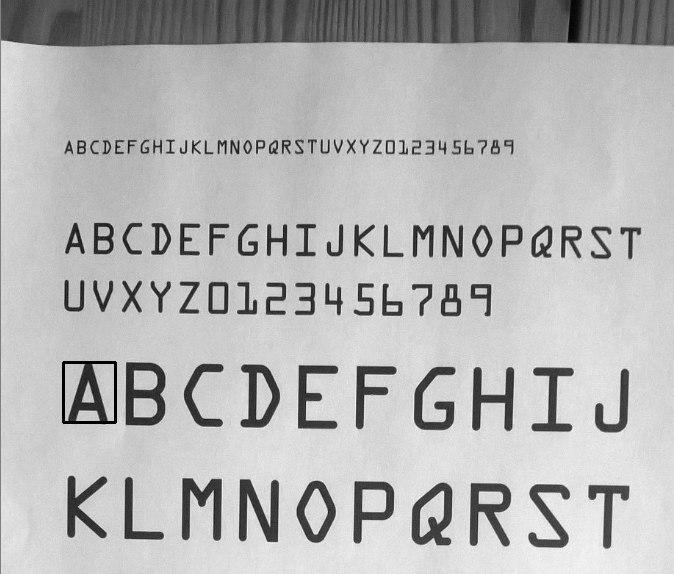 ABCDEFGHIJKLMNOPQRSTUVXYZ0123456789
ABCDEFGHIJKLMNOPQRST
UVXYZ0123456789
ABCDEFGHIJ
KLMNOPQRST